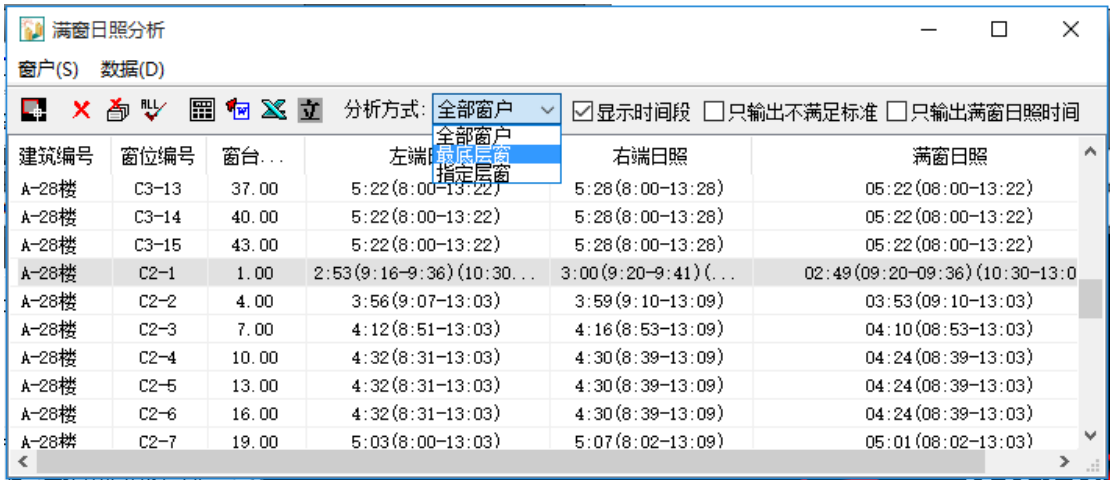 满窗日照分析
窗户(S) 数据(D)
ALL 分析方式: 全部窗户 显示时间段 只输出不满足标准 只输出满窗日照时间
全部窗户
最底层窗
指定层窗
建筑编号 窗位编号 窗台... 左端 右端日照 满窗日照
A-28楼 C3-13 37.00 5:22(8:00-13:22) 5:28(8:00-13:28) 05:22(08:00-13:22)
A-28楼 C3-14 40.00 5:22(8:00-13:22) 5:28(8:00-13:28) 05:22(08:00-13:22)
A-28楼 C3-15 43.00 5:22(8:00-13:22) 5:28(8:00-13:28) 05:22(08:00-13:22)
A-28楼 C2-1 1.00 2:53(9:16-9:36)(10:30... 3:00(9:20-9:41)(... 02:49(09:20-09:36)(10:30-13:0
A-28楼 C2-2 4.00 3:56(9:07-13:03) 3:59(9:10-13:09) 03:53(09:10-13:03)
A-28楼 C2-3 7.00 4:12(8:51-13:03) 4:16(8:53-13:09) 04:10(08:53-13:03)
A-28楼 C2-4 10.00 4:32(8:31-13:03) 4:30(8:39-13:09) 04:24(08:39-13:03)
A-28楼 C2-5 13.00 4:32(8:31-13:03) 4:30(8:39-13:09) 04:24(08:39-13:03)
A-28楼 C2-6 16.00 4:32(8:31-13:03) 4:30(8:39-13:09) 04:24(08:39-13:03)
A-28楼 C2-7 19.00 5:03(8:00-13:03) 5:07(8:02-13:09) 05:01(08:02-13:03)